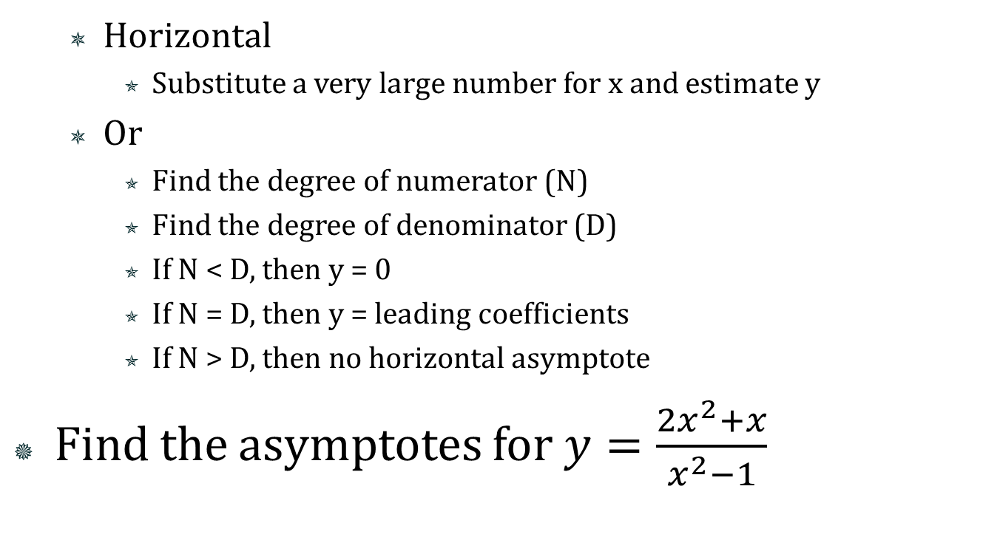 Horizontal
Substitute a very large number for x and estimate y
Or
Find the degree of numerator (N)
Find the degree of denominator (D)
If N < D, then y = 0
If N = D, then y = leading coefficients
If N > D, then no horizontal asymptote
Find the asymptotes for $y = \frac{2x^2+x}{x^2-1}$